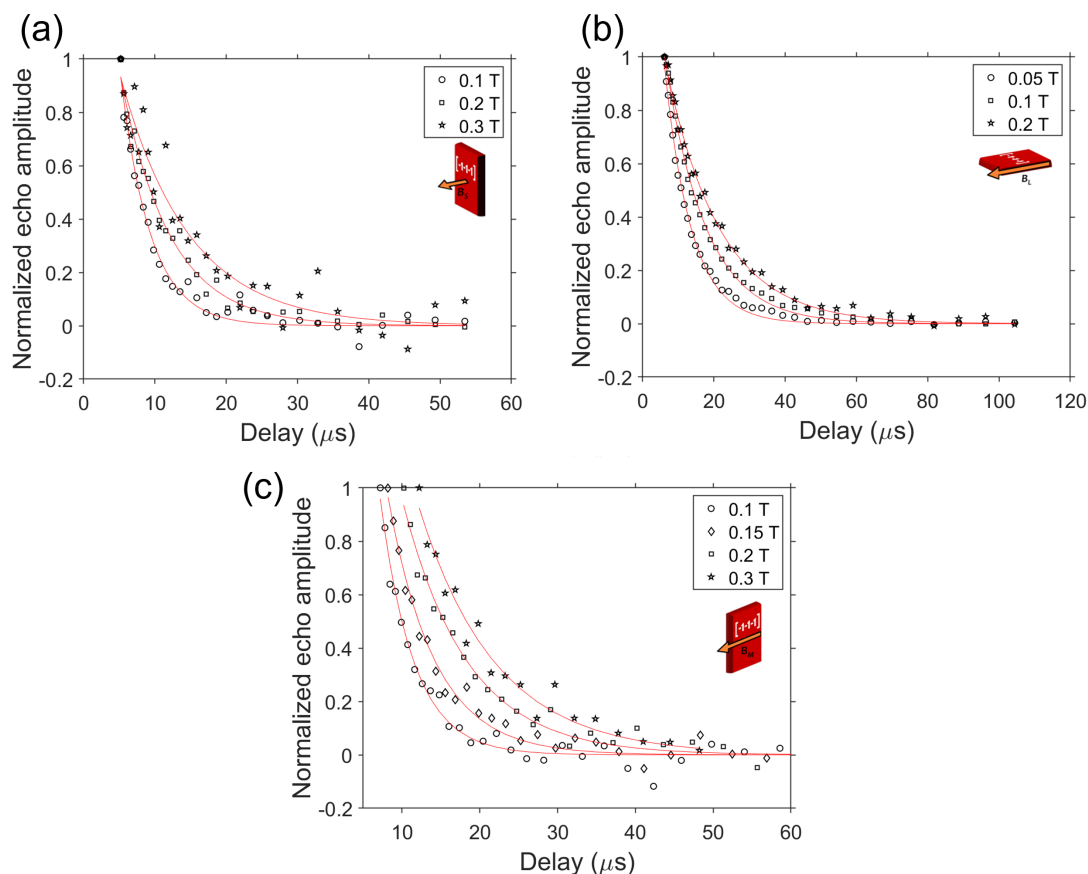 (a)
Normalized echo amplitude
1
0.8
0.6
0.4
0.2
0
-0.2
0 10 20 30 40 50 60
Delay (μs)
0.1 T
0.2 T
0.3 T
[-1-1-1]
B_S
(b)
Normalized echo amplitude
1
0.8
0.6
0.4
0.2
0
-0.2
0 20 40 60 80 100 120
Delay (μs)
0.05 T
0.1 T
0.2 T
[-1-1-1]
B_L
(c)
Normalized echo amplitude
1
0.8
0.6
0.4
0.2
0
-0.2
10 20 30 40 50 60
Delay (μs)
0.1 T
0.15 T
0.2 T
0.3 T
[-1-1-1]
B_M